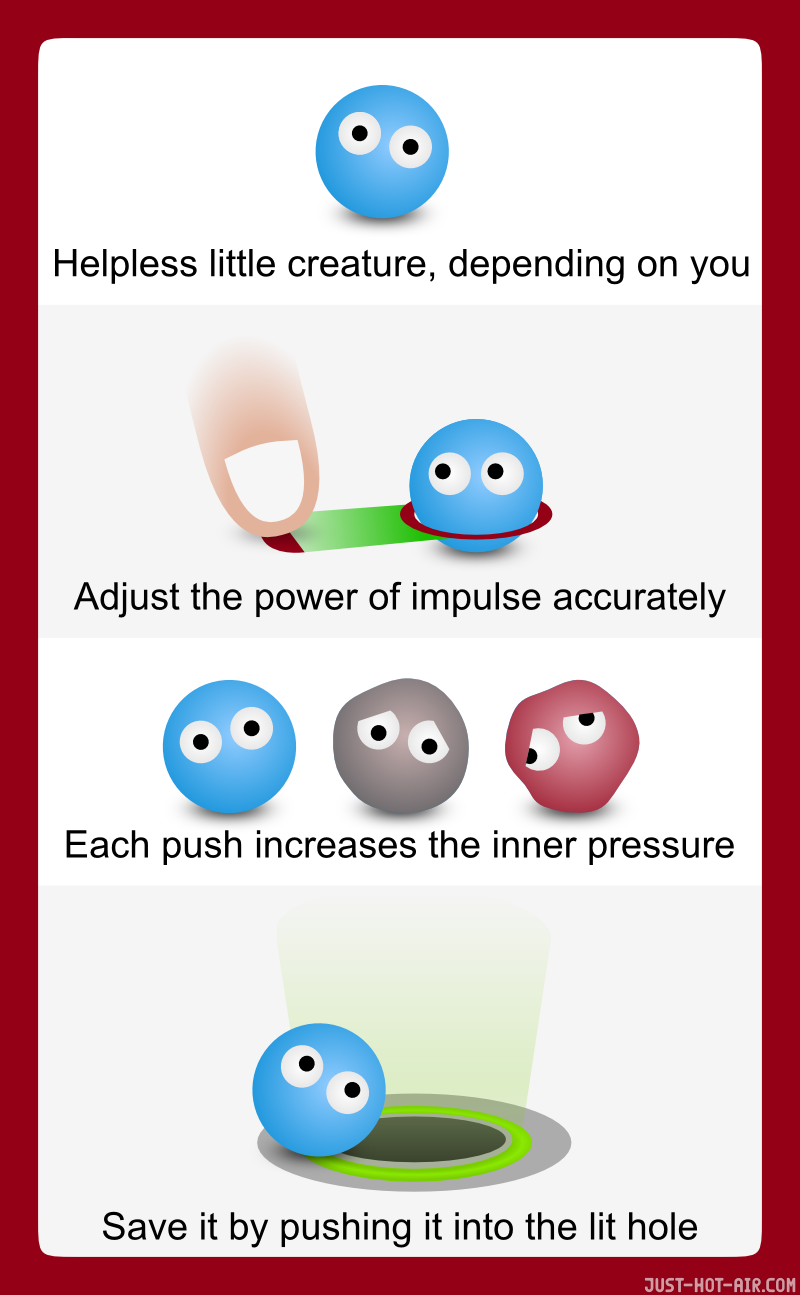 Helpless little creature, depending on you
Adjust the power of impulse accurately
Each push increases the inner pressure
Save it by pushing it into the lit hole
JUST-HOT-AIR.COM